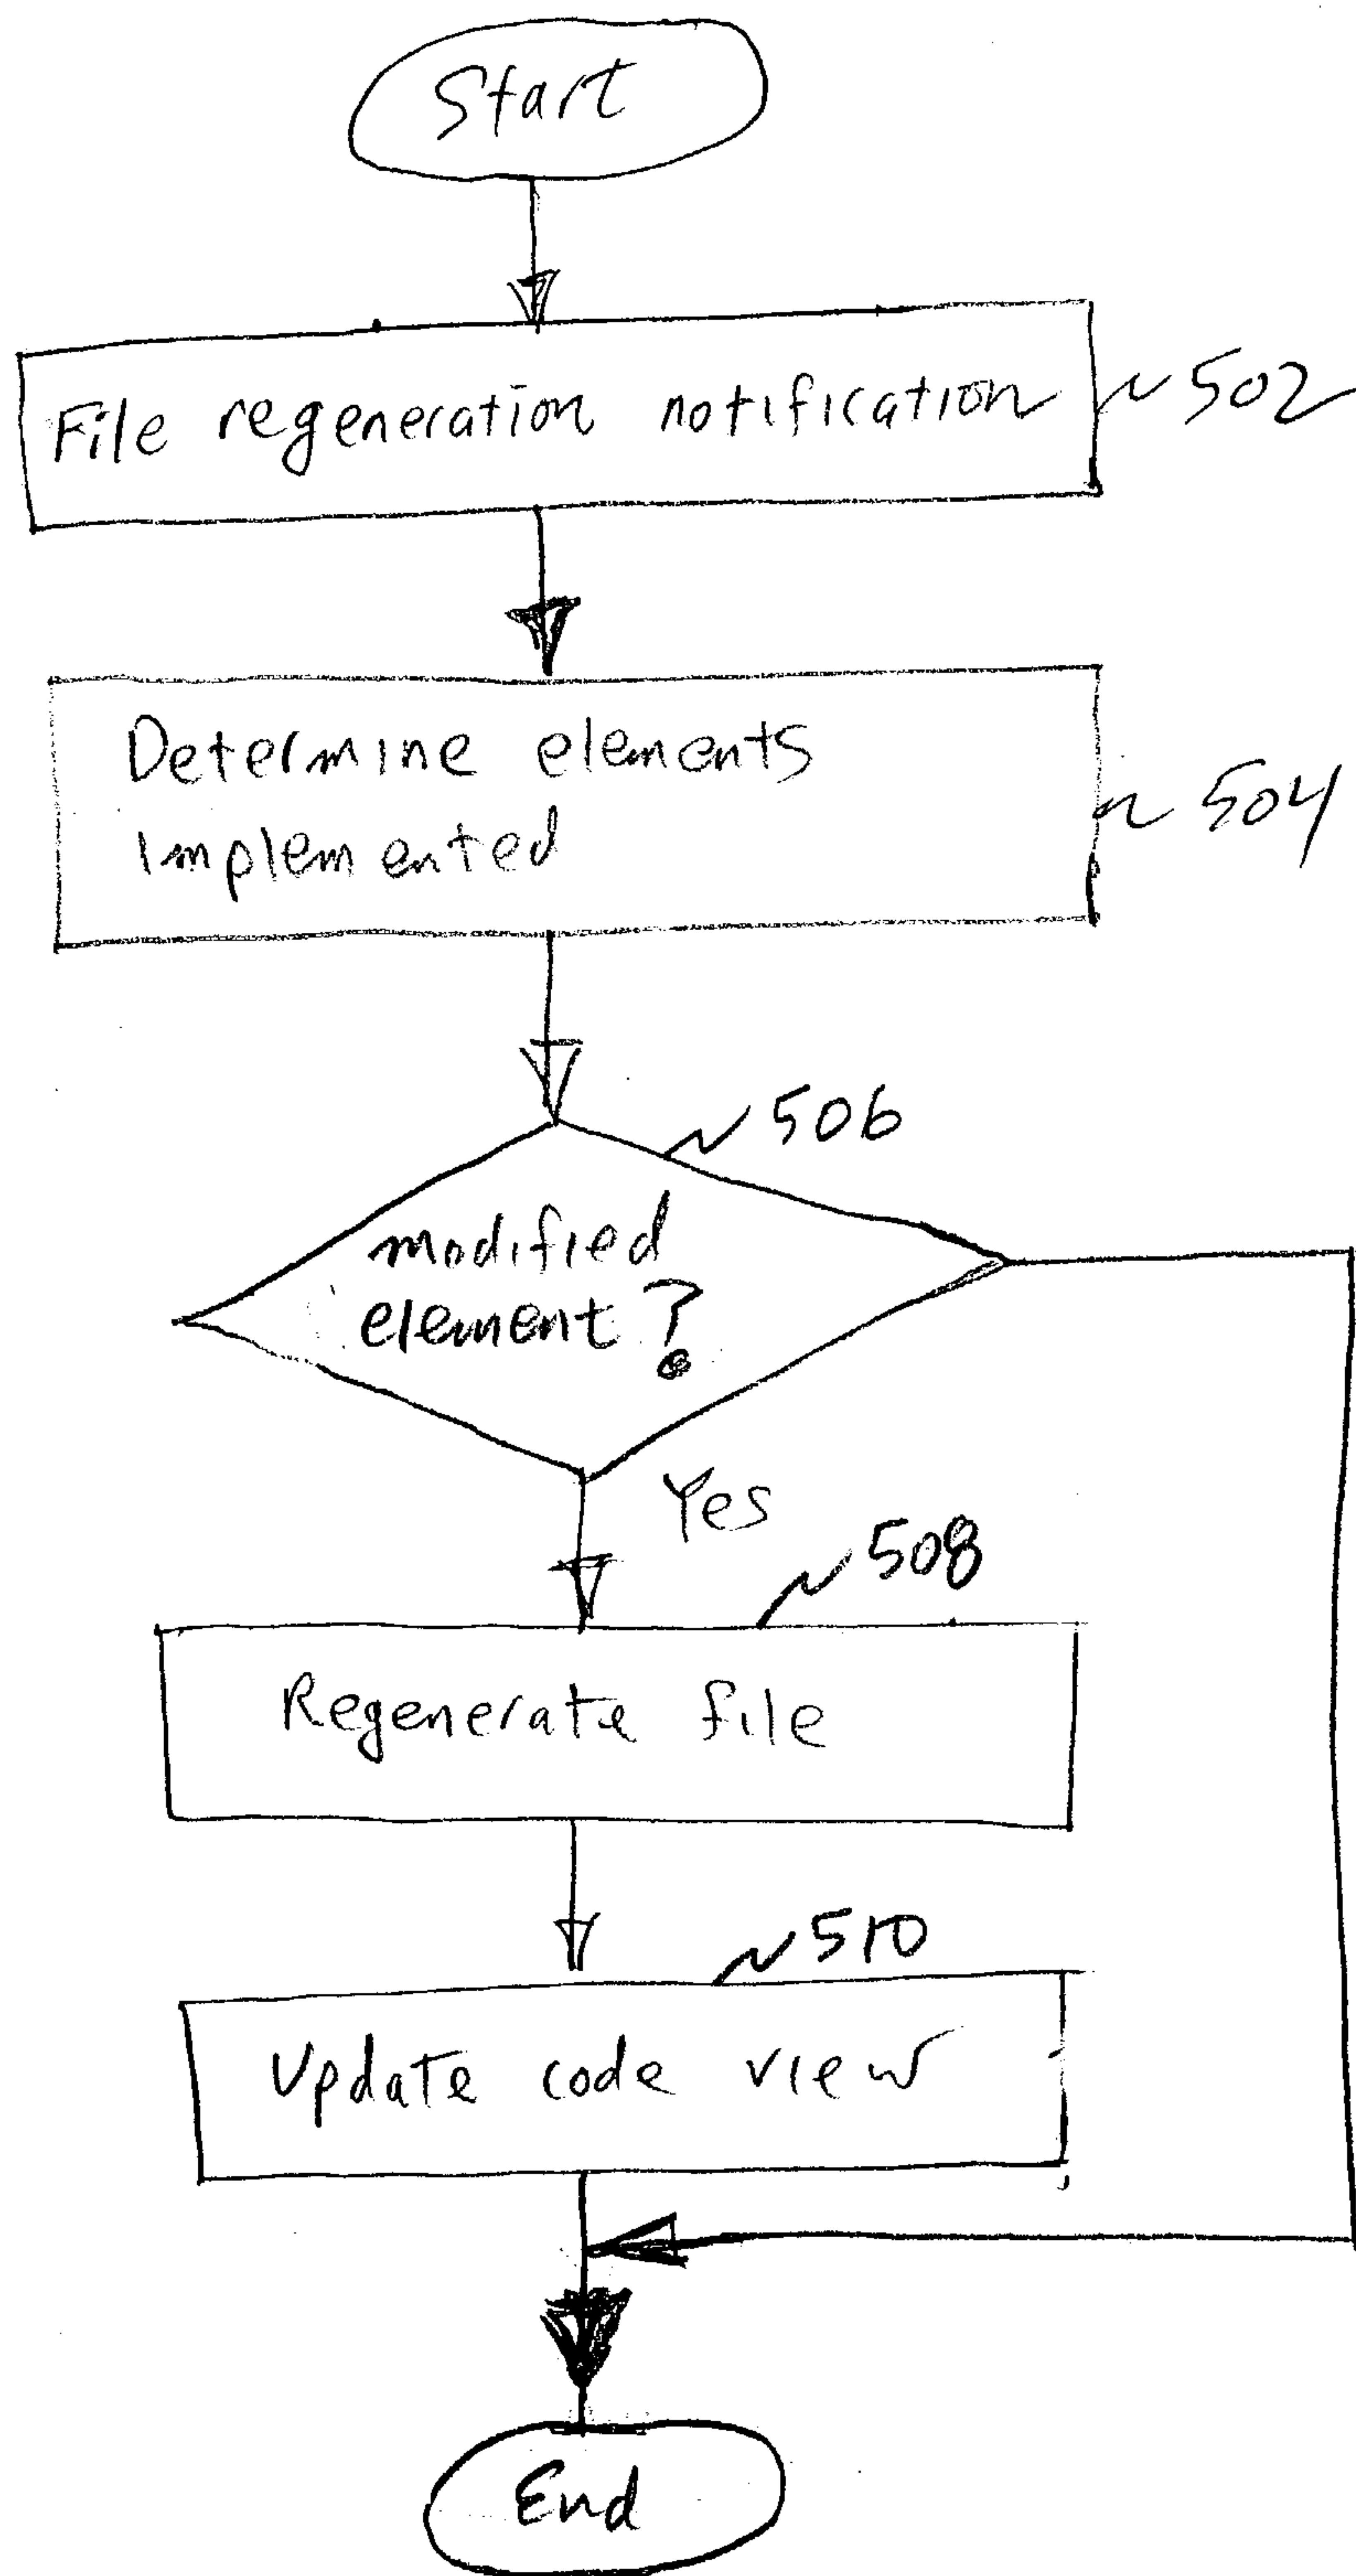 Start
File regeneration notification
502
Determine elements
implemented
504
506
modified
element?
Yes
508
Regenerate file
510
Update code view
End